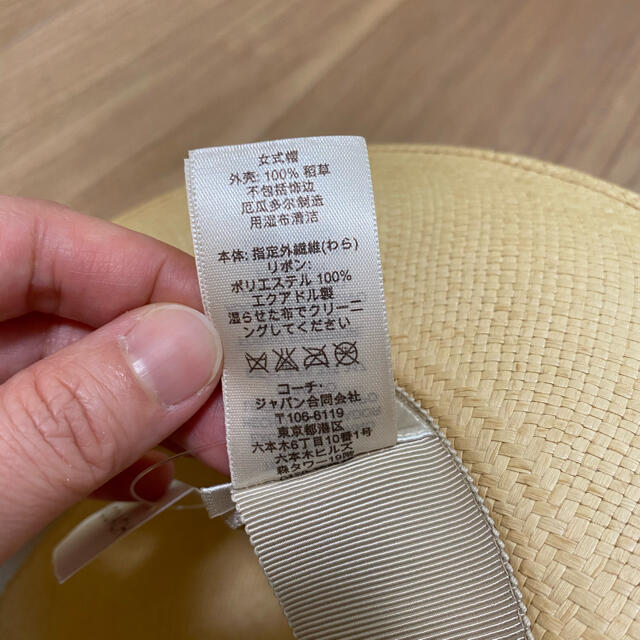 女式帽
外壳: 100% 稻草
不包括饰边
厄瓜多尔制造
用湿布清洁
本体: 指定外繊維(わら)
リボン:
ポリエステル 100%
エクアドル製
湿らせた布でクリーニ
ングしてください
コーチ・
ジャパン合同会社
〒106-6119
東京都港区
六本木6丁目10番1号
六本木ヒルズ
森タワー 19階